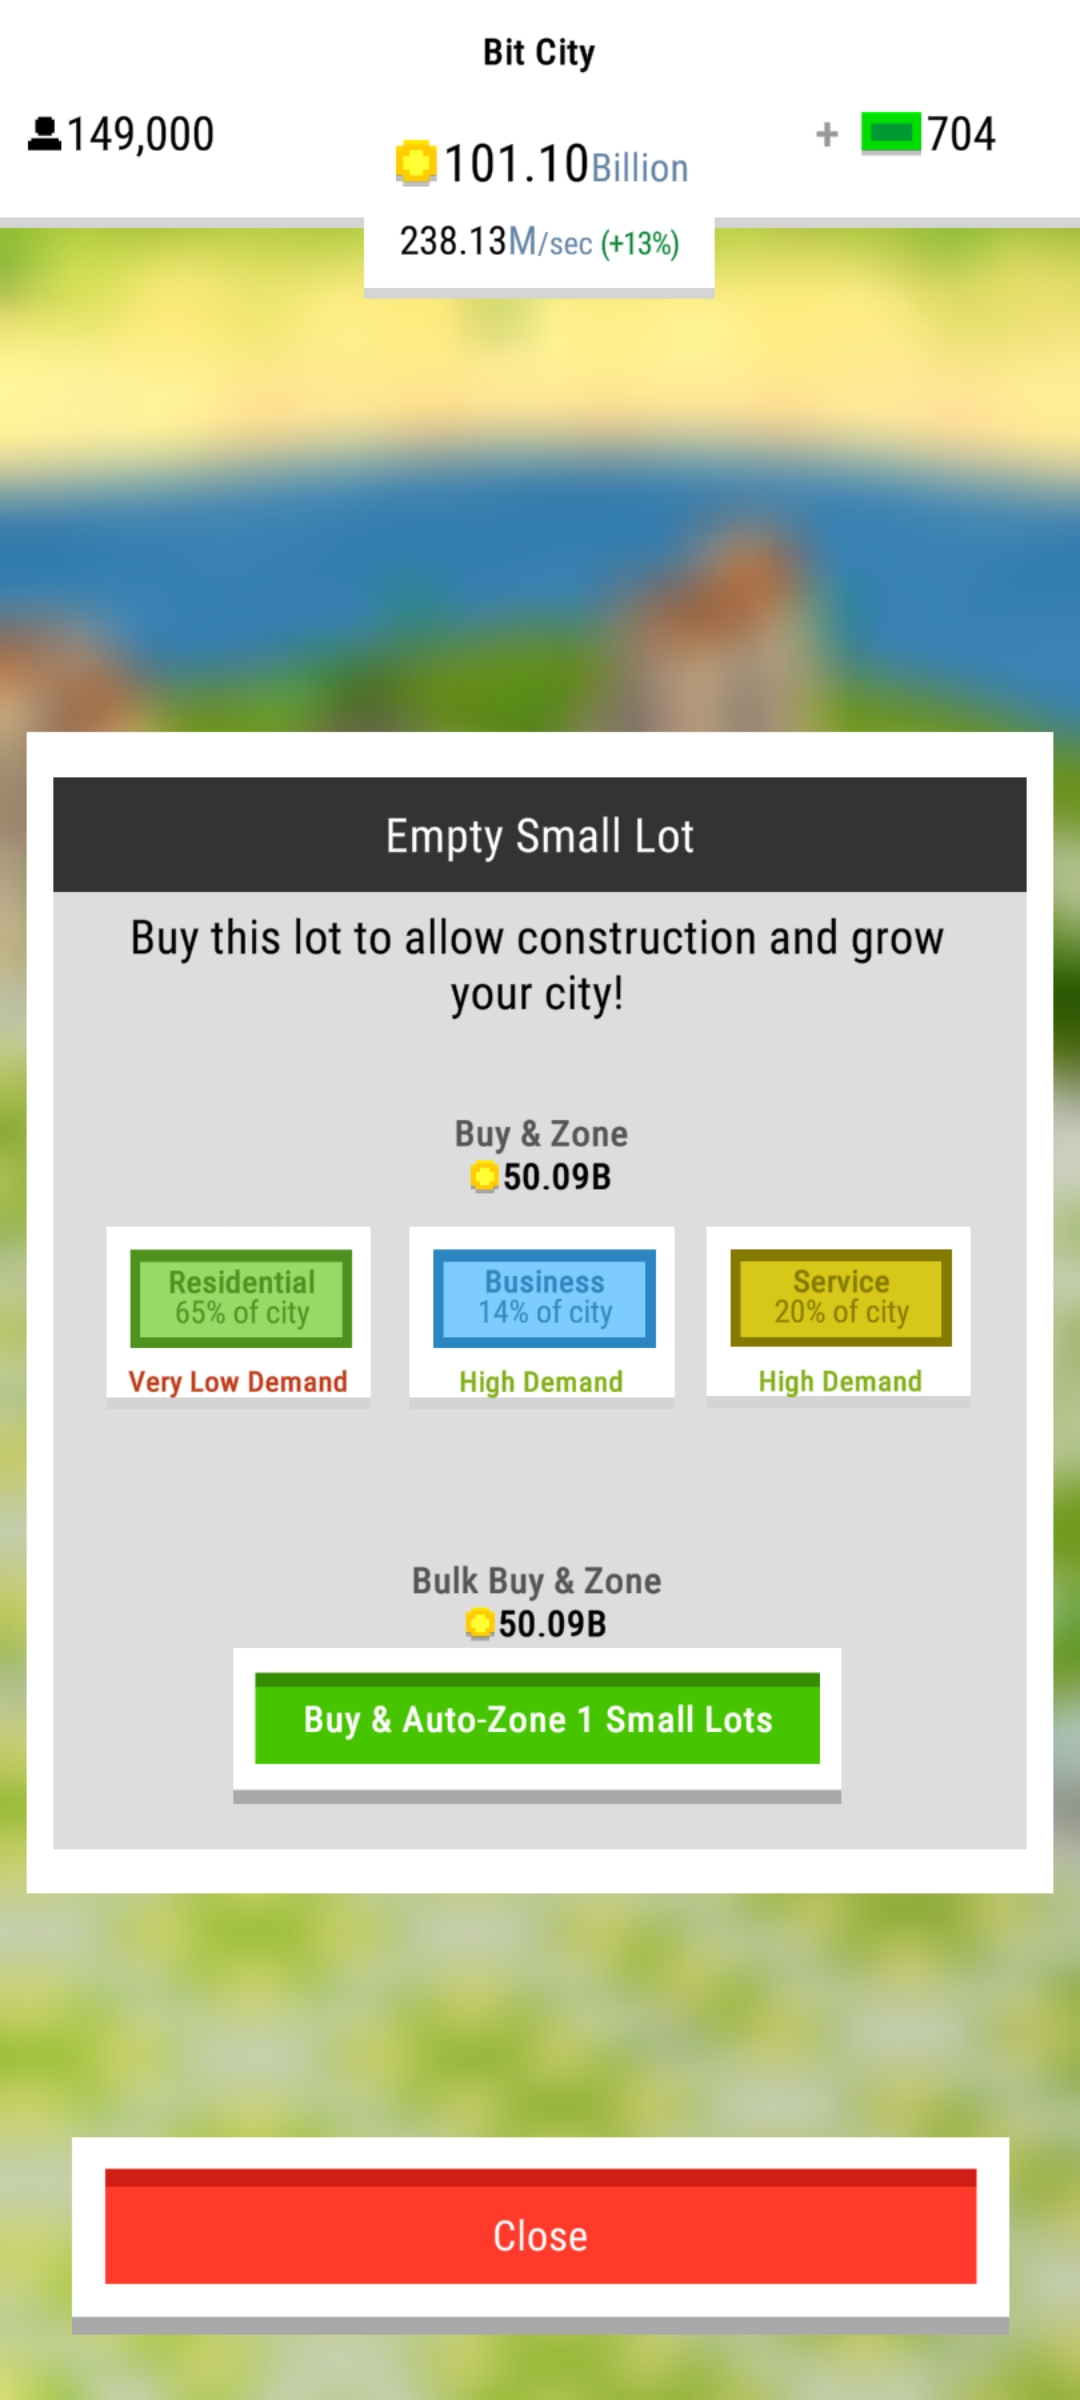 Bit City
149,000
101.10Billion
+ 704
238.13M/sec (+13%)
Empty Small Lot
Buy this lot to allow construction and grow
your city!
Buy & Zone
50.09B
Residential
65% of city
Very Low Demand
Business
14% of city
High Demand
Service
20% of city
High Demand
Bulk Buy & Zone
50.09B
Buy & Auto-Zone 1 Small Lots
Close